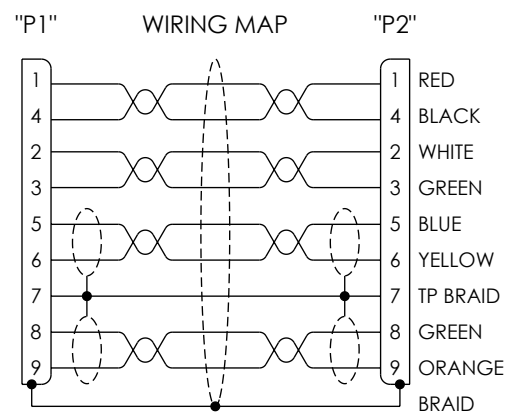 "P1" WIRING MAP "P2"
1 1 RED
4 4 BLACK
2 2 WHITE
3 3 GREEN
5 5 BLUE
6 6 YELLOW
7 7 TP BRAID
8 8 GREEN
9 9 ORANGE
BRAID